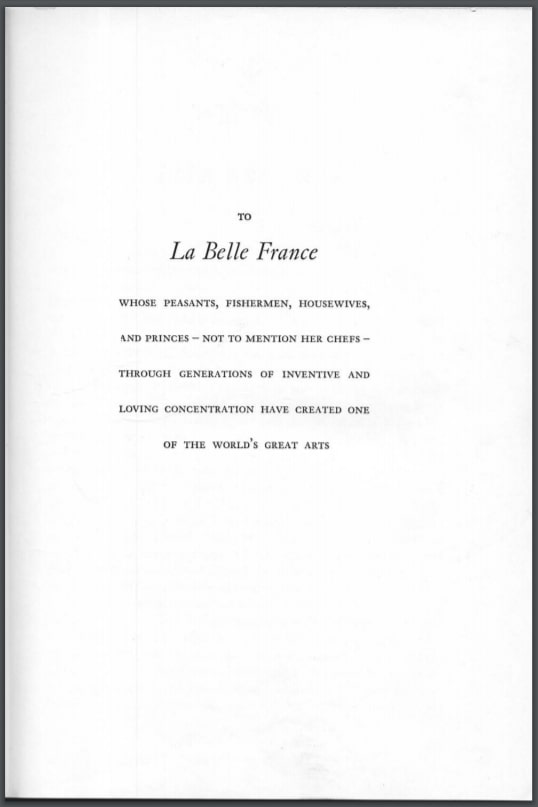 TO
La Belle France
WHOSE PEASANTS, FISHERMEN, HOUSEWIVES,
AND PRINCES – NOT TO MENTION HER CHEFS –
THROUGH GENERATIONS OF INVENTIVE AND
LOVING CONCENTRATION HAVE CREATED ONE
OF THE WORLD'S GREAT ARTS